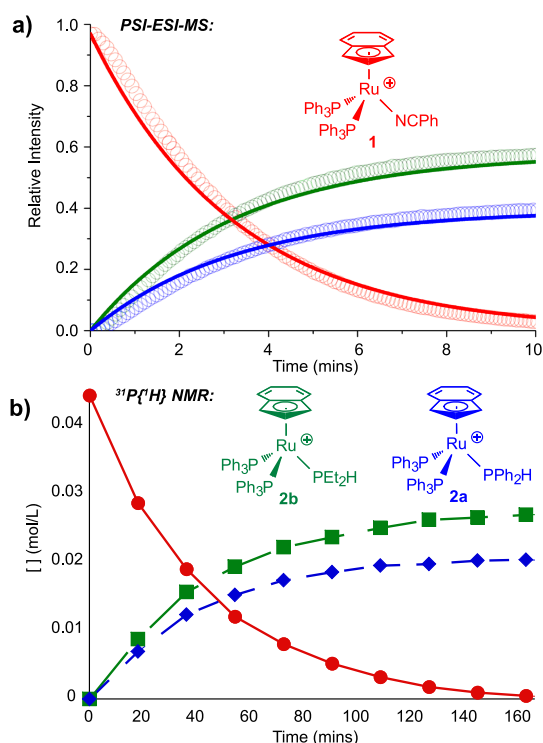 a) PSI-ESI-MS:
1.0
0.8
0.6
0.4
0.2
0.0
Relative Intensity
Ru ⊕
Ph₃P
Ph₃P
NCPh
1
0 2 4 6 8 10
Time (mins)
b) ³¹P{¹H} NMR:
0.04
0.03
0.02
0.01
0
[ ] (mol/L)
Ru ⊕
Ph₃P
Ph₃P
PEt₂H
2b
Ru ⊕
Ph₃P
Ph₃P
PPh₂H
2a
0 20 40 60 80 100 120 140 160
Time (mins)